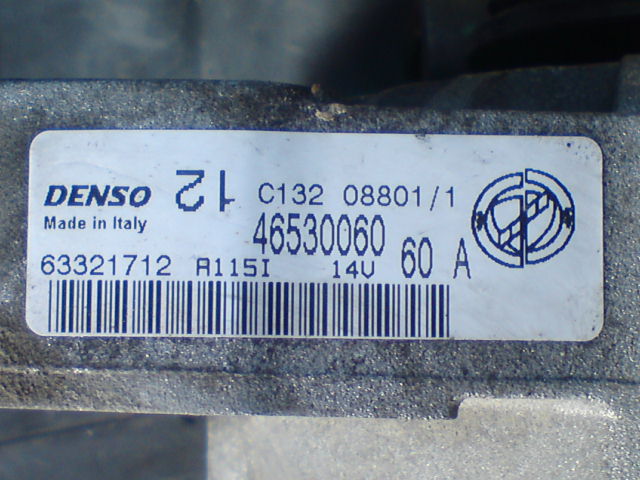 DENSO 12 C132 08801/1
Made in Italy 46530060
63321712 A115I 14V 60 A